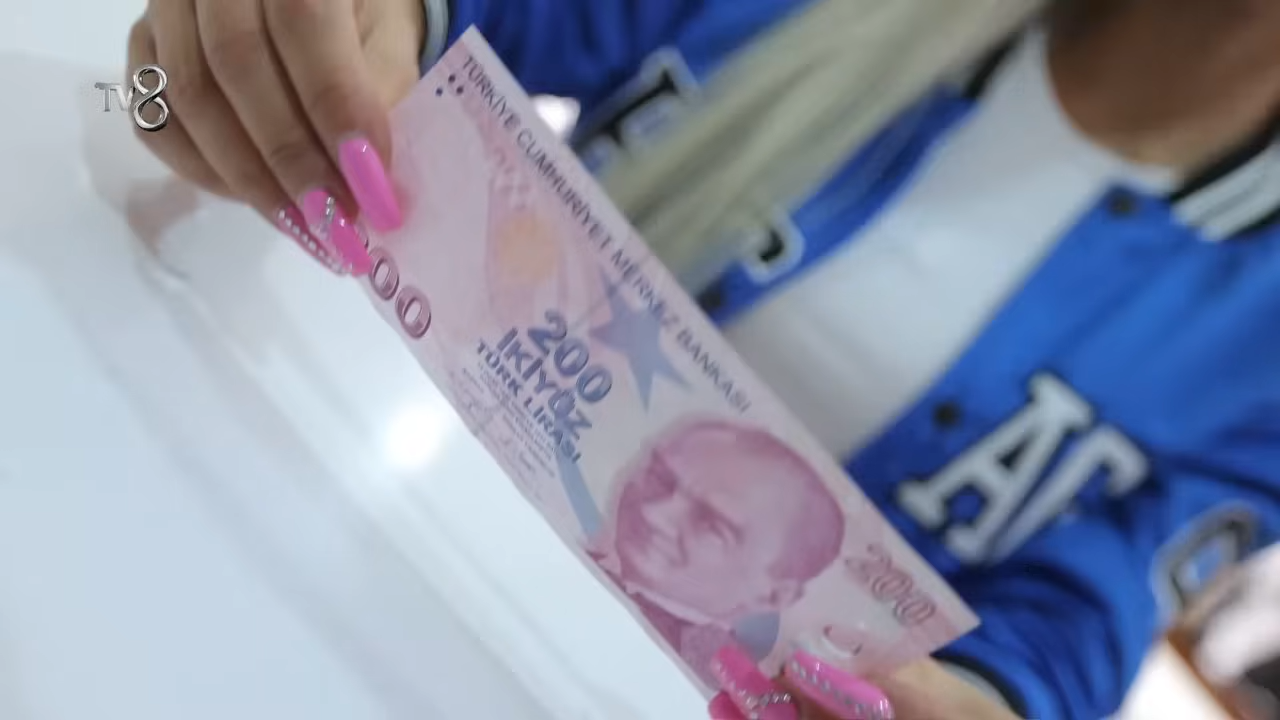 TV8
TÜRKİYE CUMHURİYET MERKEZ BANKASI
200
200
İKİYÜZ
TÜRK LİRASI
200